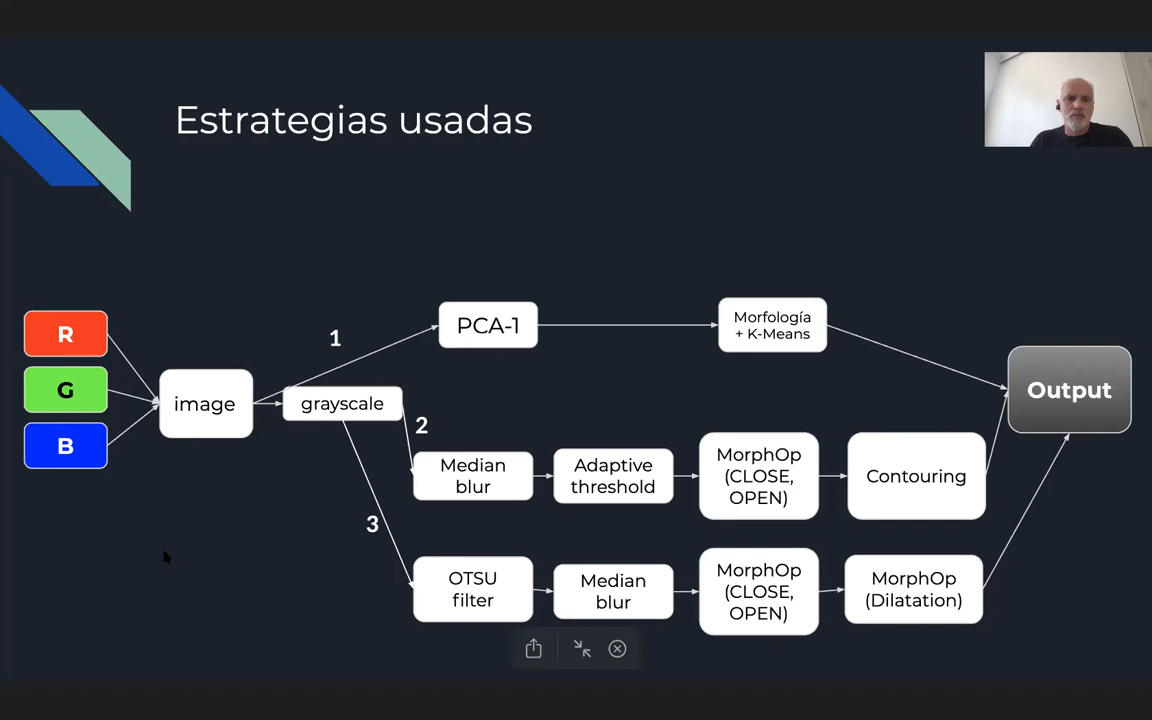 Estrategias usadas
R
G
B
image
1
PCA-1
Morfología
+ K-Means
grayscale
2
Median
blur
Adaptive
threshold
MorphOp
(CLOSE,
OPEN)
Contouring
3
OTSU
filter
Median
blur
MorphOp
(CLOSE,
OPEN)
MorphOp
(Dilatation)
Output